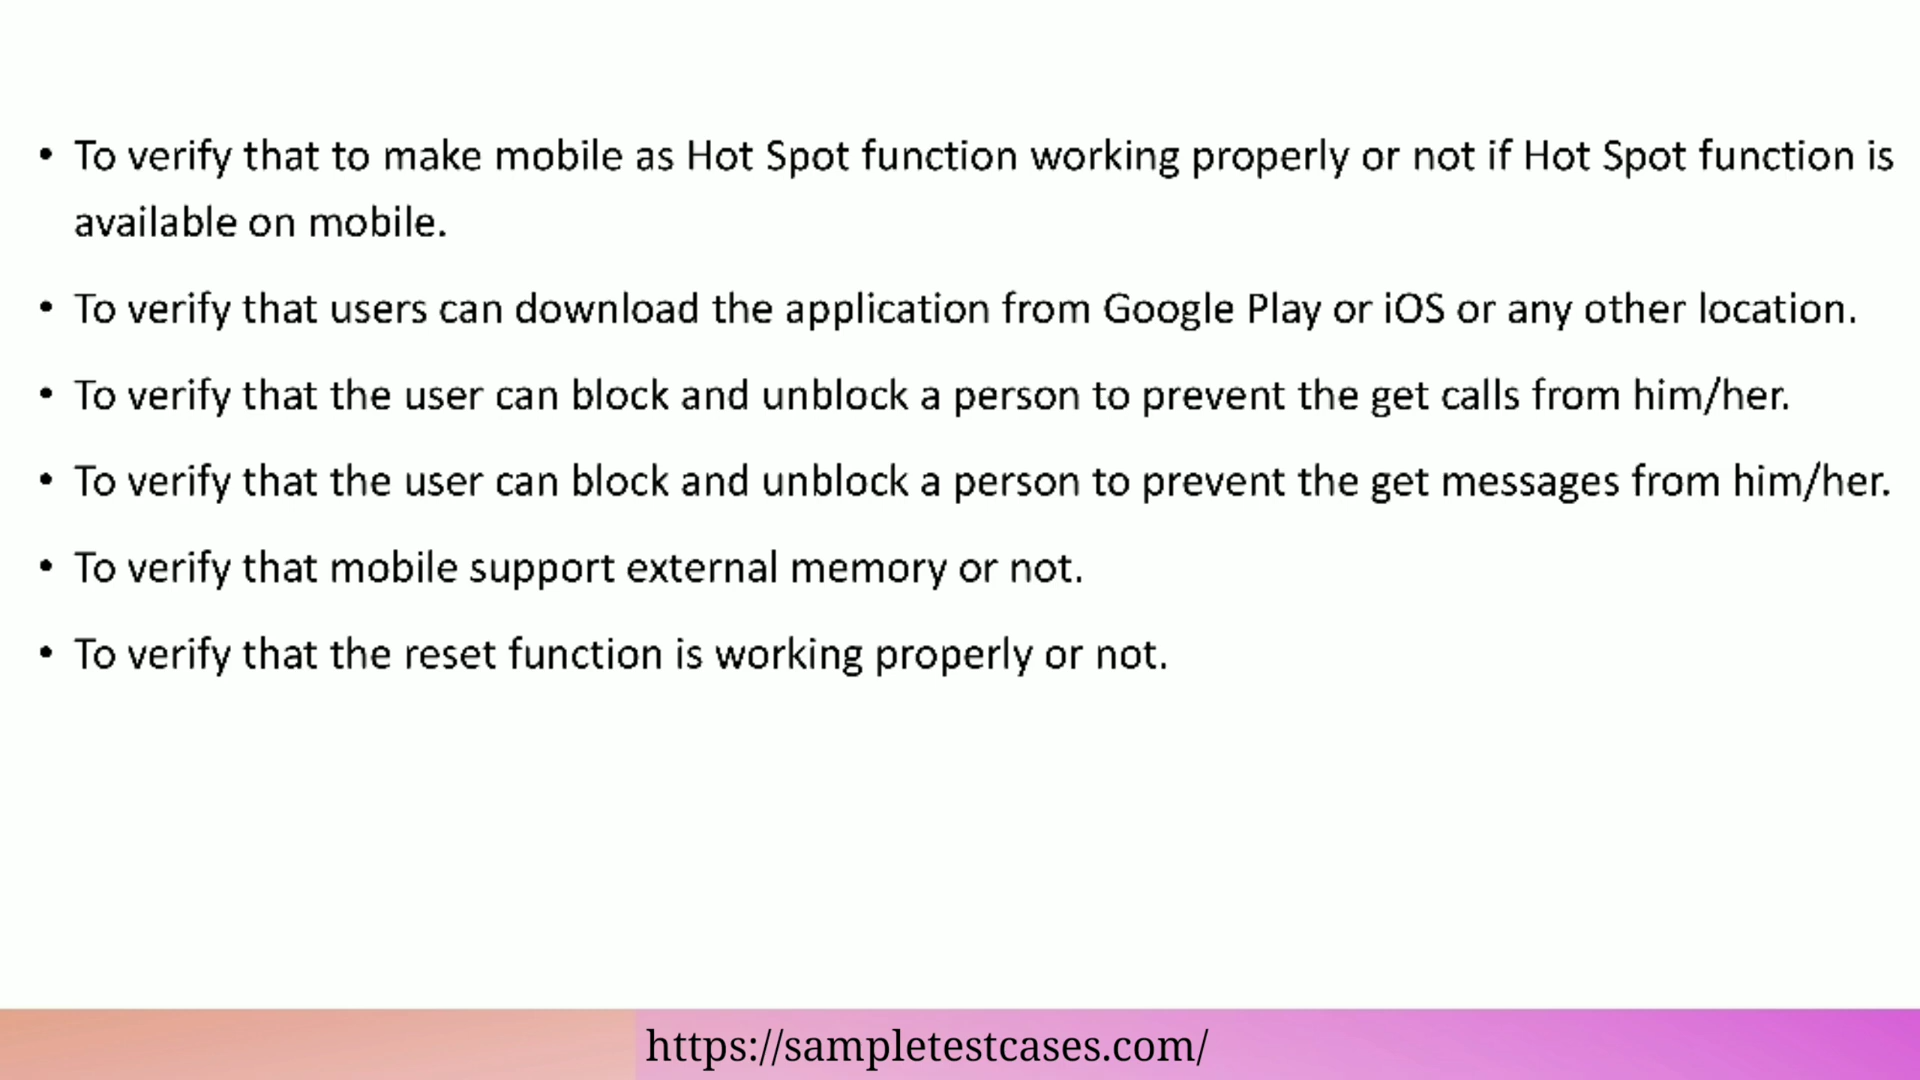 • To verify that to make mobile as Hot Spot function working properly or not if Hot Spot function is
available on mobile.
• To verify that users can download the application from Google Play or iOS or any other location.
• To verify that the user can block and unblock a person to prevent the get calls from him/her.
• To verify that the user can block and unblock a person to prevent the get messages from him/her.
• To verify that mobile support external memory or not.
• To verify that the reset function is working properly or not.
https://sampletestcases.com/